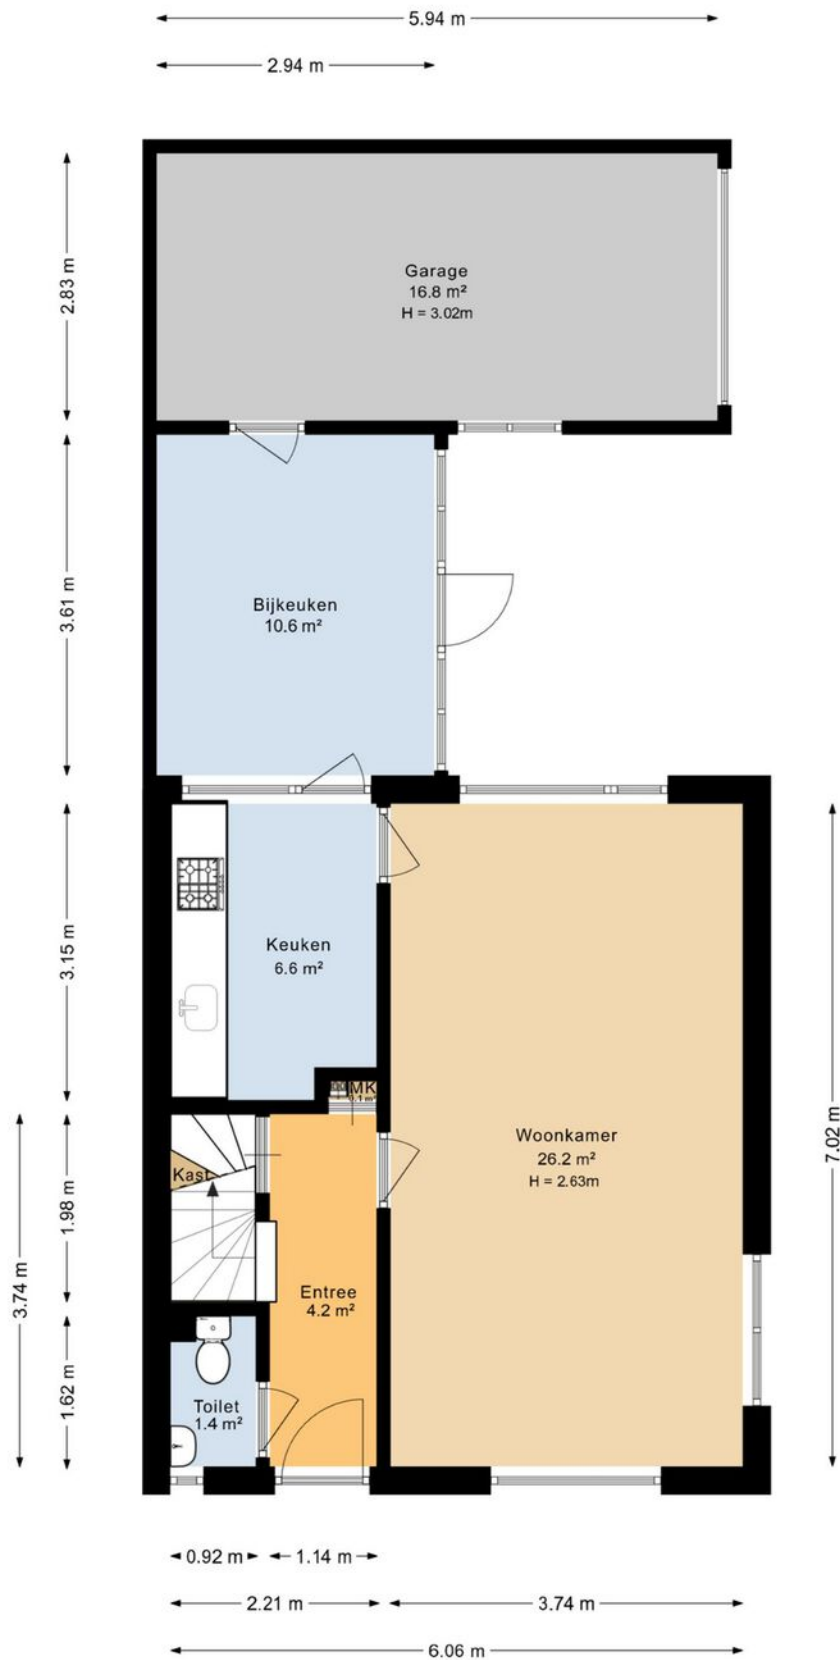 5.94 m
2.94 m
2.83 m
Garage
16.8 m²
H = 3.02m
3.61 m
Bijkeuken
10.6 m²
3.15 m
Keuken
6.6 m²
MK
0.1 m²
Woonkamer
26.2 m²
H = 2.63m
7.02 m
Kast
1.98 m
3.74 m
Entree
4.2 m²
1.62 m
Toilet
1.4 m²
0.92 m
1.14 m
2.21 m
3.74 m
6.06 m